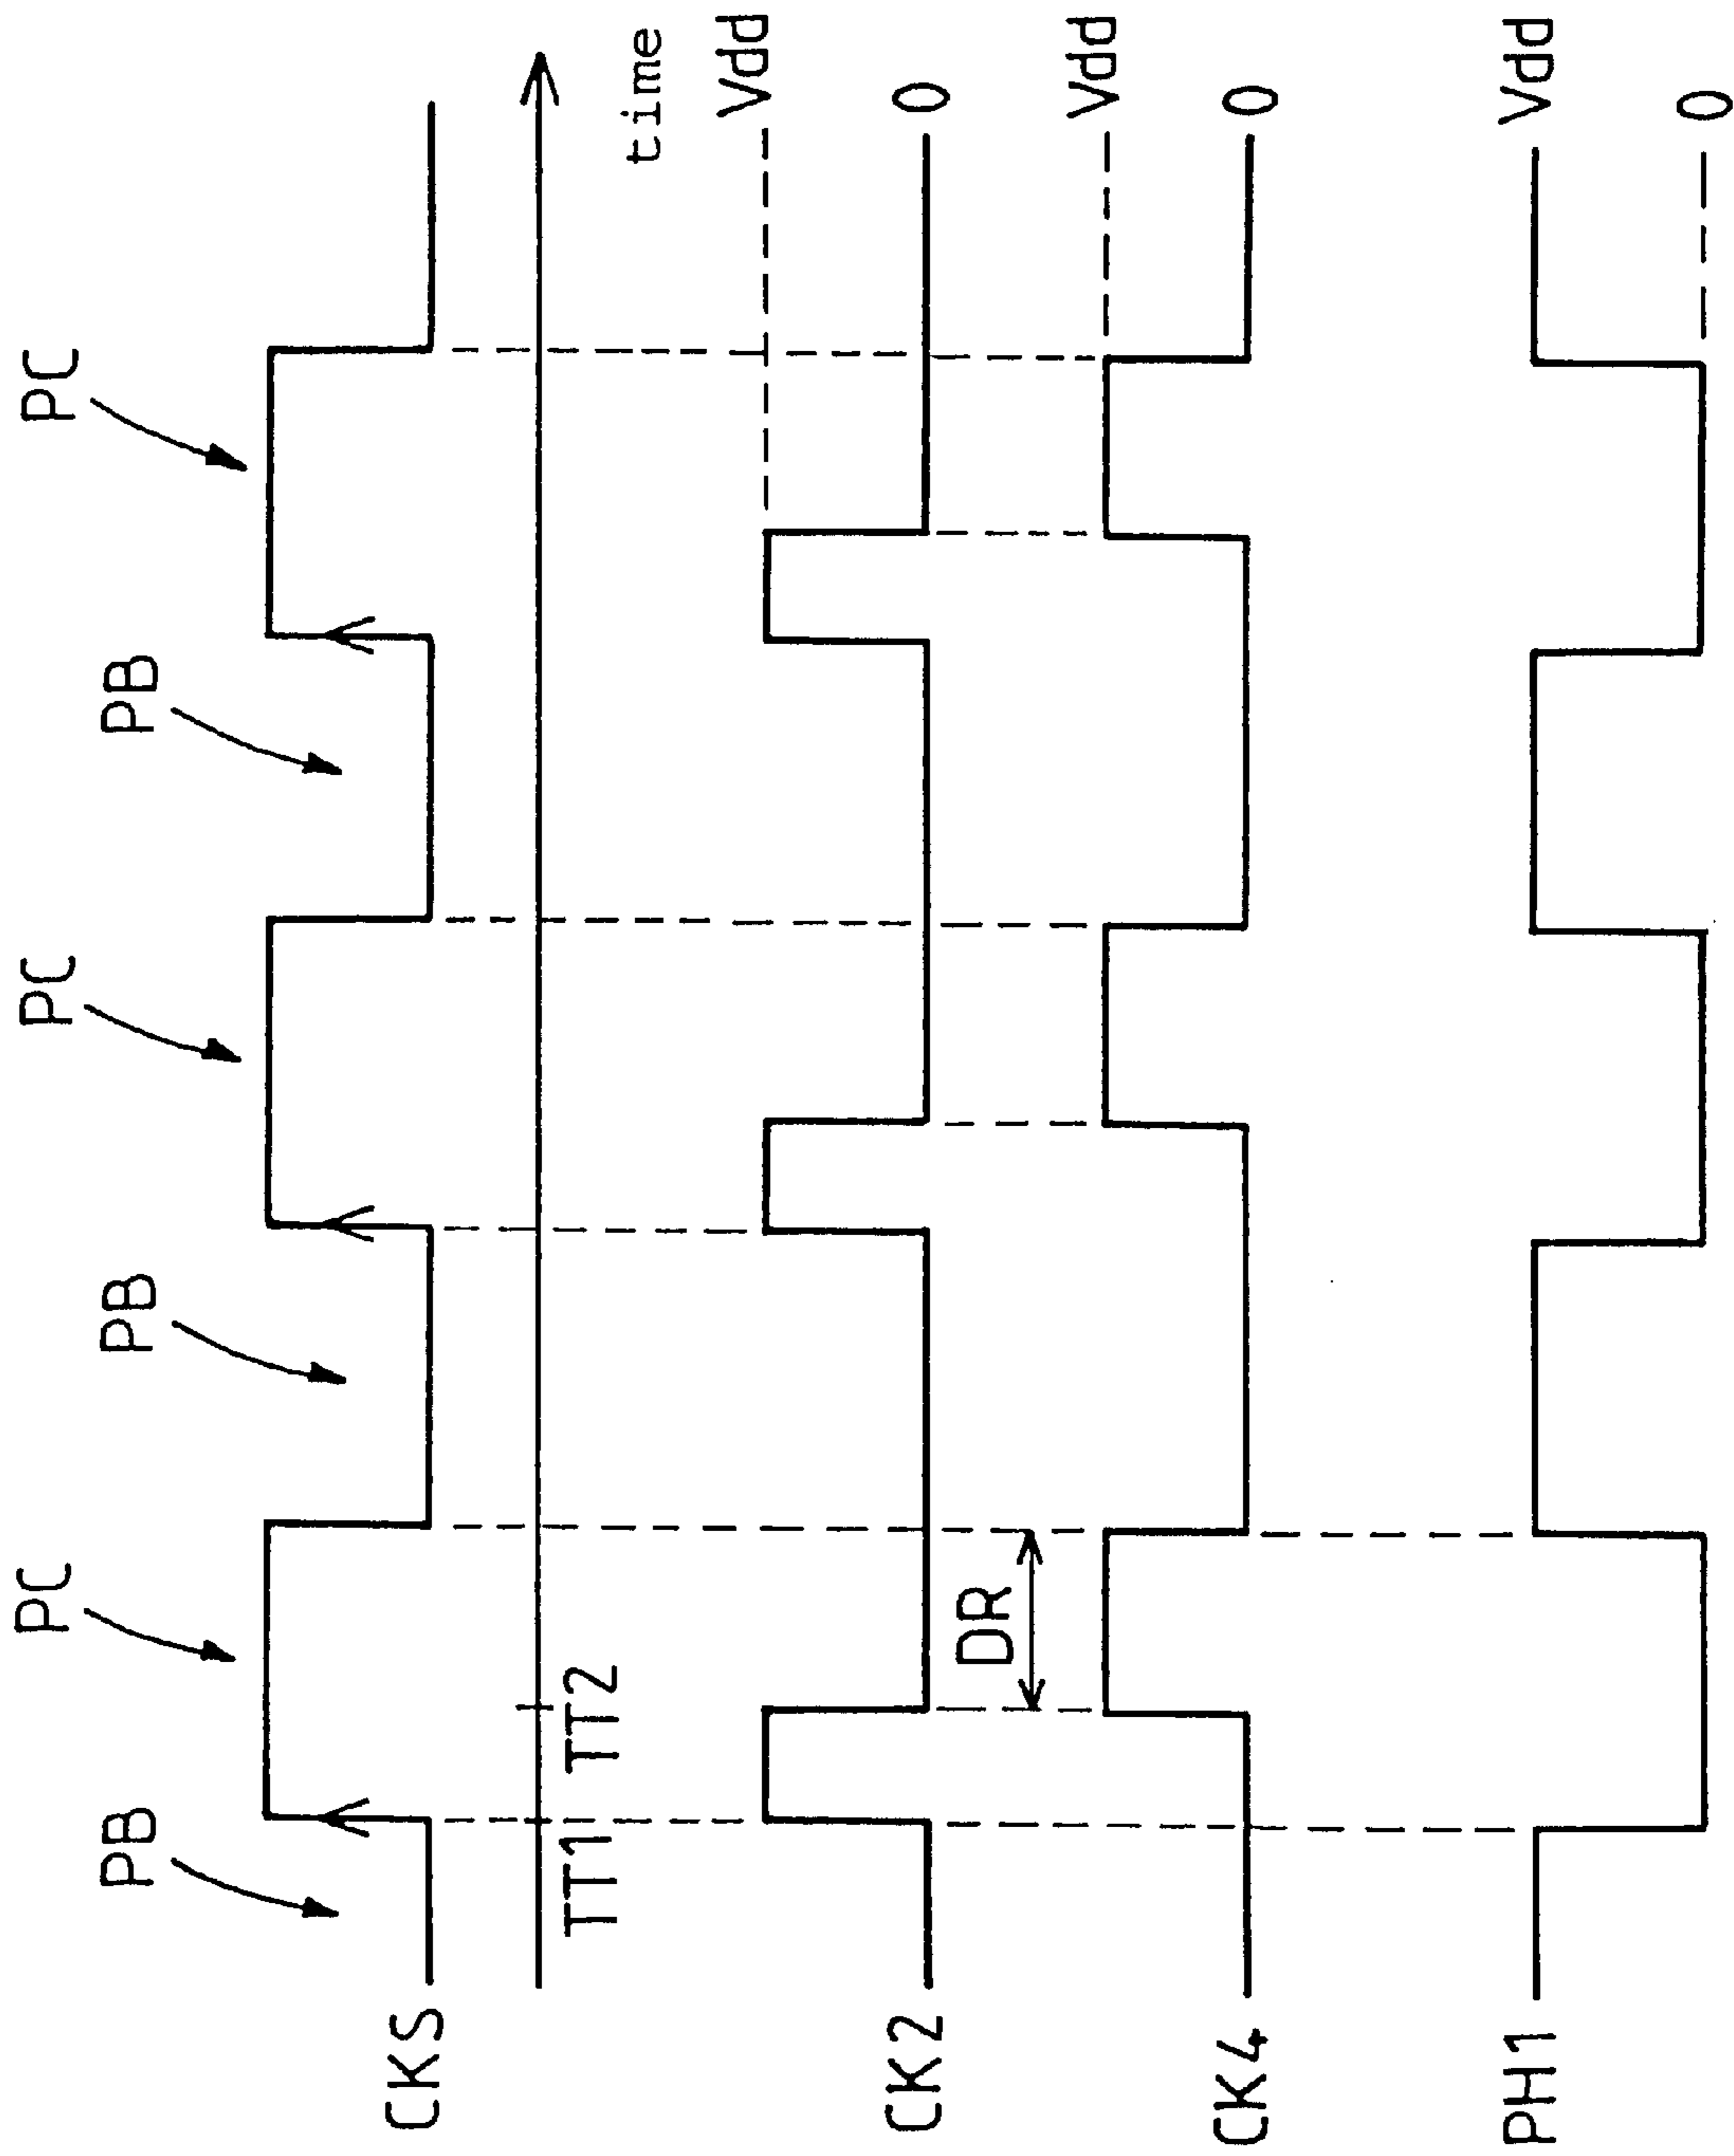 PB PC PB PC PB PC
CKS
TT1 TT2 time
CK2 Vdd
0
DR
CK4 Vdd
0
PH1 Vdd
0